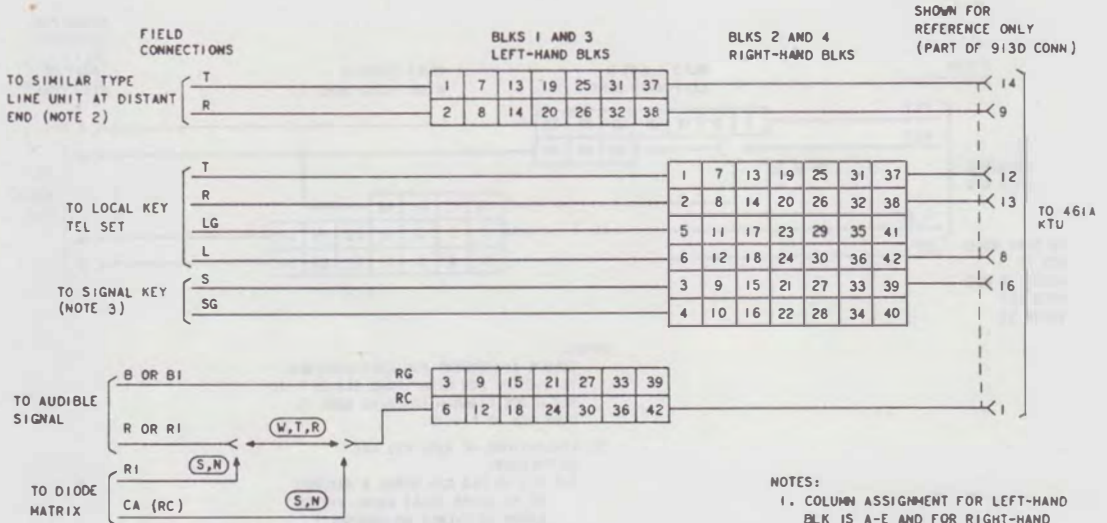 SHOWN FOR
REFERENCE ONLY
(PART OF 913D CONN)
FIELD
CONNECTIONS
BLKS 1 AND 3
LEFT-HAND BLKS
BLKS 2 AND 4
RIGHT-HAND BLKS
TO SIMILAR TYPE
LINE UNIT AT DISTANT
END (NOTE 2)
T
1 7 13 19 25 31 37
14
R
2 8 14 20 26 32 38
9
TO LOCAL KEY
TEL SET
T
1 7 13 19 25 31 37
12
R
2 8 14 20 26 32 38
13
LG
5 11 17 23 29 35 41
L
6 12 18 24 30 36 42
8
TO 461A
KTU
TO SIGNAL KEY
(NOTE 3)
S
3 9 15 21 27 33 39
16
SG
4 10 16 22 28 34 40
TO AUDIBLE
SIGNAL
B OR B1
RG
3 9 15 21 27 33 39
RC
6 12 18 24 30 36 42
1
R OR R1
W,T,R
TO DIODE
MATRIX
R1
S,N
CA (RC)
S,N
NOTES:
1. COLUMN ASSIGNMENT FOR LEFT-HAND
BLK IS A-E AND FOR RIGHT-HAND